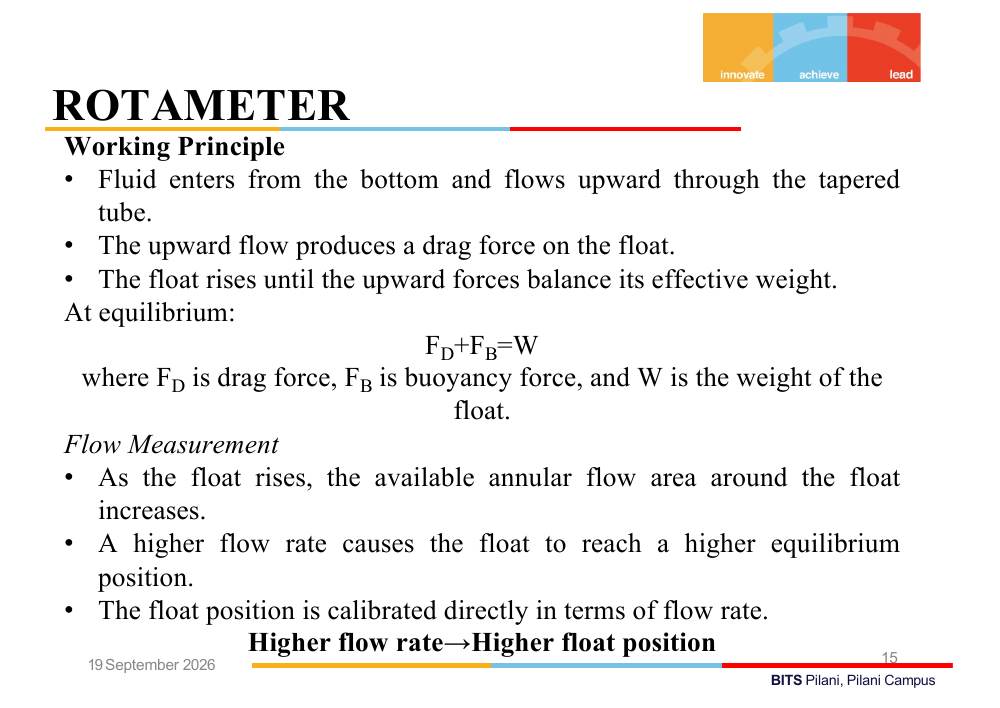 innovate achieve lead
ROTAMETER
Working Principle
• Fluid enters from the bottom and flows upward through the tapered
tube.
• The upward flow produces a drag force on the float.
• The float rises until the upward forces balance its effective weight.
At equilibrium:
F_D+F_B=W
where F_D is drag force, F_B is buoyancy force, and W is the weight of the
float.
Flow Measurement
• As the float rises, the available annular flow area around the float
increases.
• A higher flow rate causes the float to reach a higher equilibrium
position.
• The float position is calibrated directly in terms of flow rate.
Higher flow rate→Higher float position
19 September 2026
15
BITS Pilani, Pilani Campus